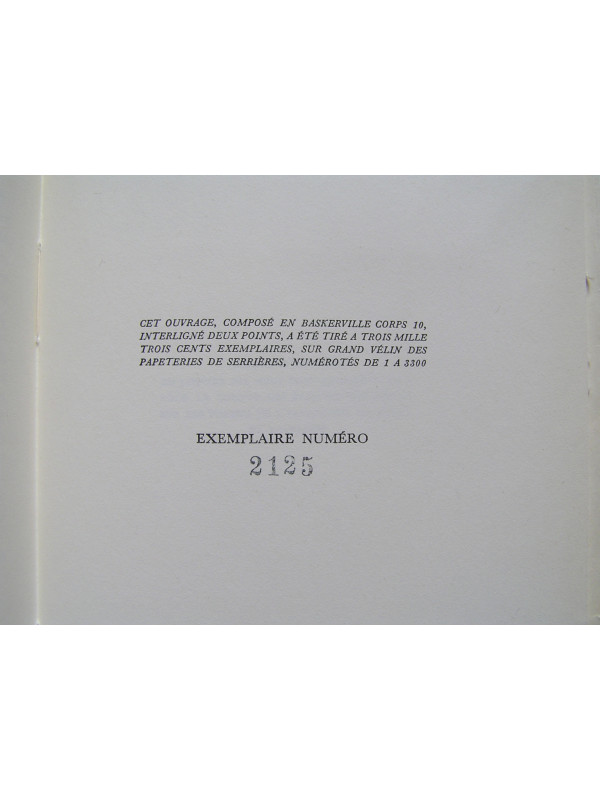 CET OUVRAGE, COMPOSÉ EN BASKERVILLE CORPS 10,
INTERLIGNÉ DEUX POINTS, A ÉTÉ TIRÉ A TROIS MILLE
TROIS CENTS EXEMPLAIRES, SUR GRAND VÉLIN DES
PAPETERIES DE SERRIÈRES, NUMÉROTÉS DE 1 A 3300
EXEMPLAIRE NUMÉRO
2125